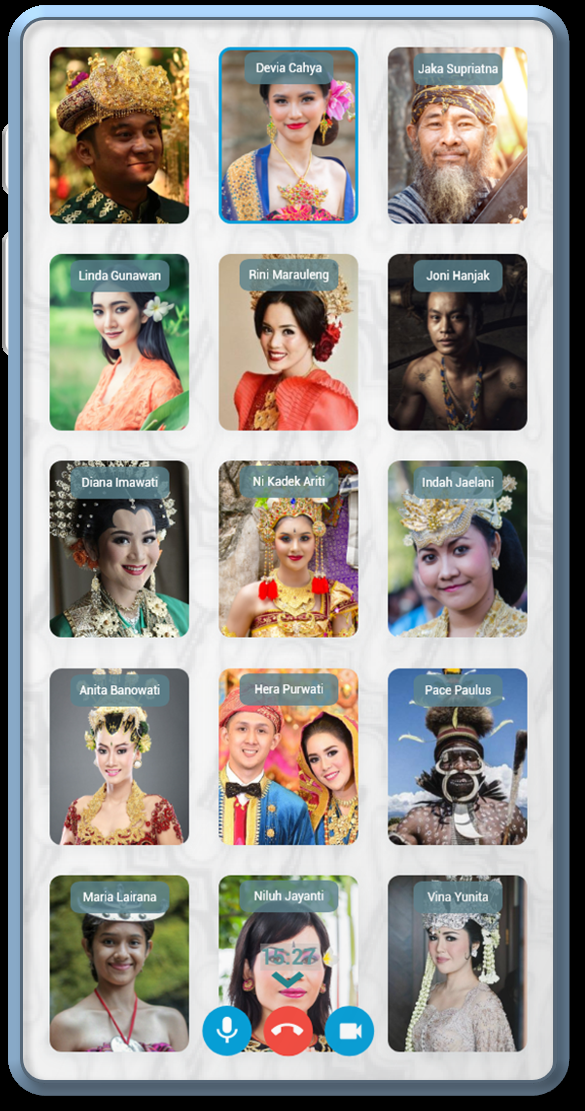 Devia Cahya
Jaka Supriatna
Linda Gunawan
Rini Marauleng
Joni Hanjak
Diana Imawati
Ni Kadek Ariti
Indah Jaelani
Anita Banowati
Hera Purwati
Pace Paulus
Maria Lairana
Niluh Jayanti
Vina Yunita